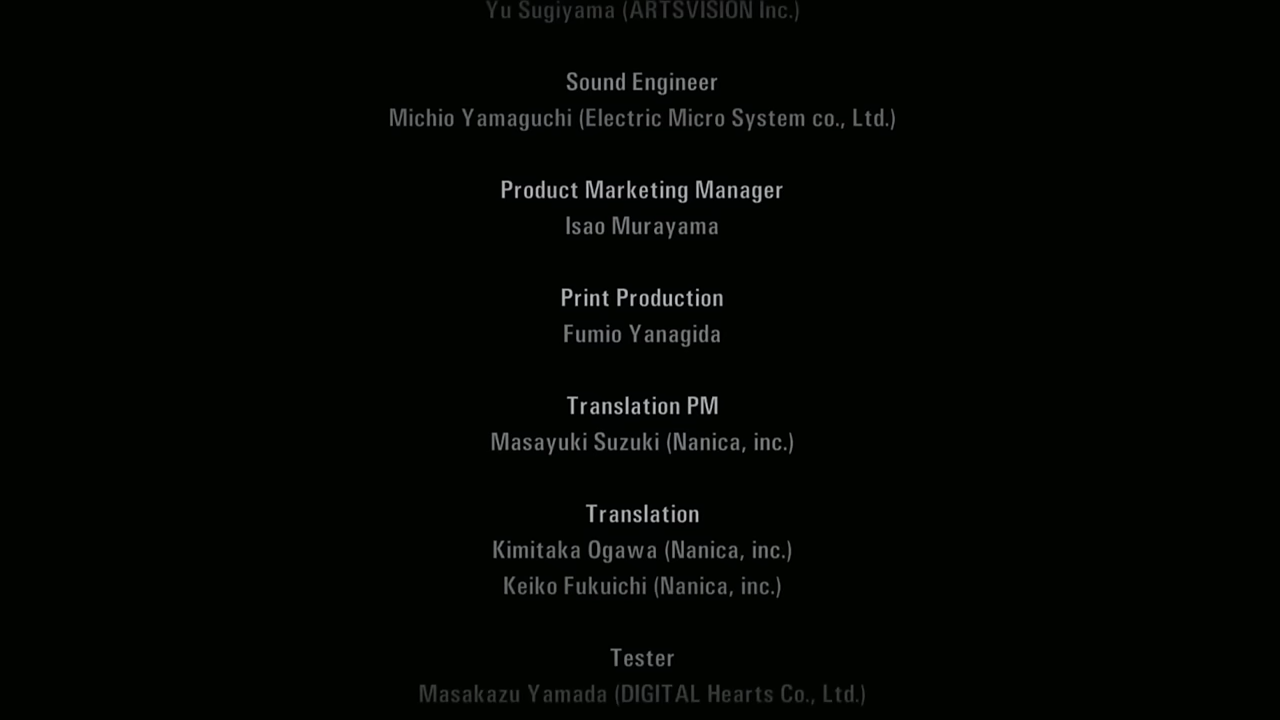 Yu Sugiyama (ARTSVISION Inc.)
Sound Engineer
Michio Yamaguchi (Electric Micro System co., Ltd.)
Product Marketing Manager
Isao Murayama
Print Production
Fumio Yanagida
Translation PM
Masayuki Suzuki (Nanica, inc.)
Translation
Kimitaka Ogawa (Nanica, inc.)
Keiko Fukuichi (Nanica, inc.)
Tester
Masakazu Yamada (DIGITAL Hearts Co., Ltd.)